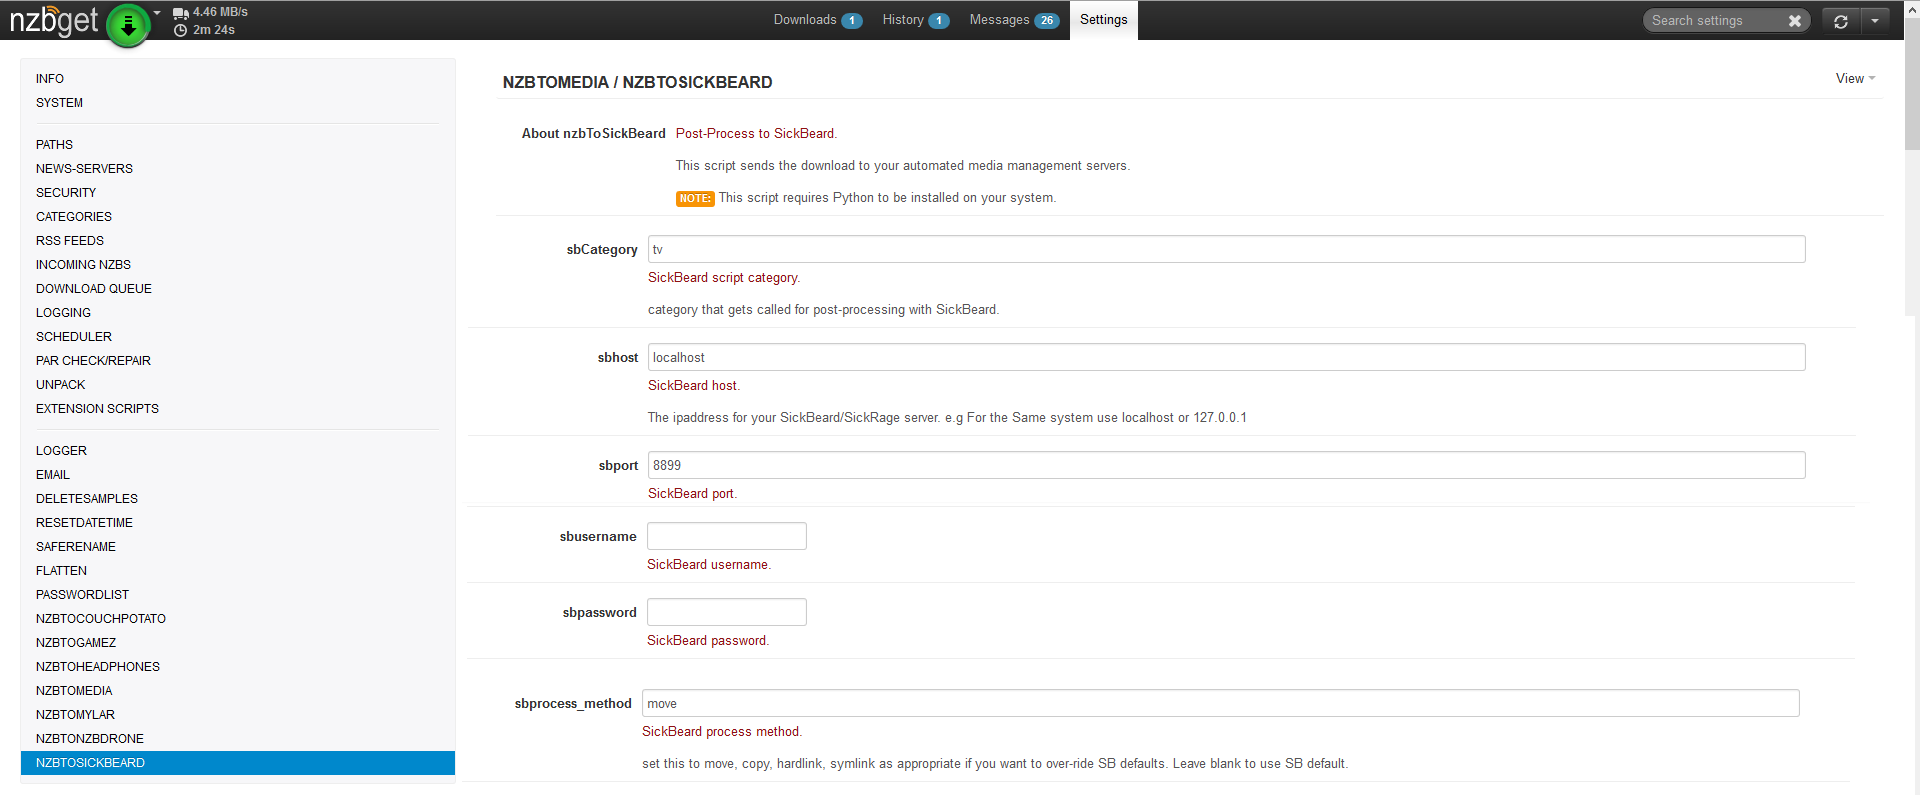 nzbget
4.46 MB/s
2m 24s
Downloads 1
History 1
Messages 26
Settings
Search settings
INFO
SYSTEM
PATHS
NEWS-SERVERS
SECURITY
CATEGORIES
RSS FEEDS
INCOMING NZBS
DOWNLOAD QUEUE
LOGGING
SCHEDULER
PAR CHECK/REPAIR
UNPACK
EXTENSION SCRIPTS
LOGGER
EMAIL
DELETESAMPLES
RESETDATETIME
SAFERENAME
FLATTEN
PASSWORDLIST
NZBTOCOUCHPOTATO
NZBTOGAMEZ
NZBTOHEADPHONES
NZBTOMEDIA
NZBTOMYLAR
NZBTONZBDRONE
NZBTOSICKBEARD
NZBTOMEDIA / NZBTOSICKBEARD
View
About nzbToSickBeard Post-Process to SickBeard.
This script sends the download to your automated media management servers.
NOTE: This script requires Python to be installed on your system.
sbCategory tv
SickBeard script category.
category that gets called for post-processing with SickBeard.
sbhost localhost
SickBeard host.
The ipaddress for your SickBeard/SickRage server. e.g For the Same system use localhost or 127.0.0.1
sbport 8899
SickBeard port.
sbusername
SickBeard username.
sbpassword
SickBeard password.
sbprocess_method move
SickBeard process method.
set this to move, copy, hardlink, symlink as appropriate if you want to over-ride SB defaults. Leave blank to use SB default.